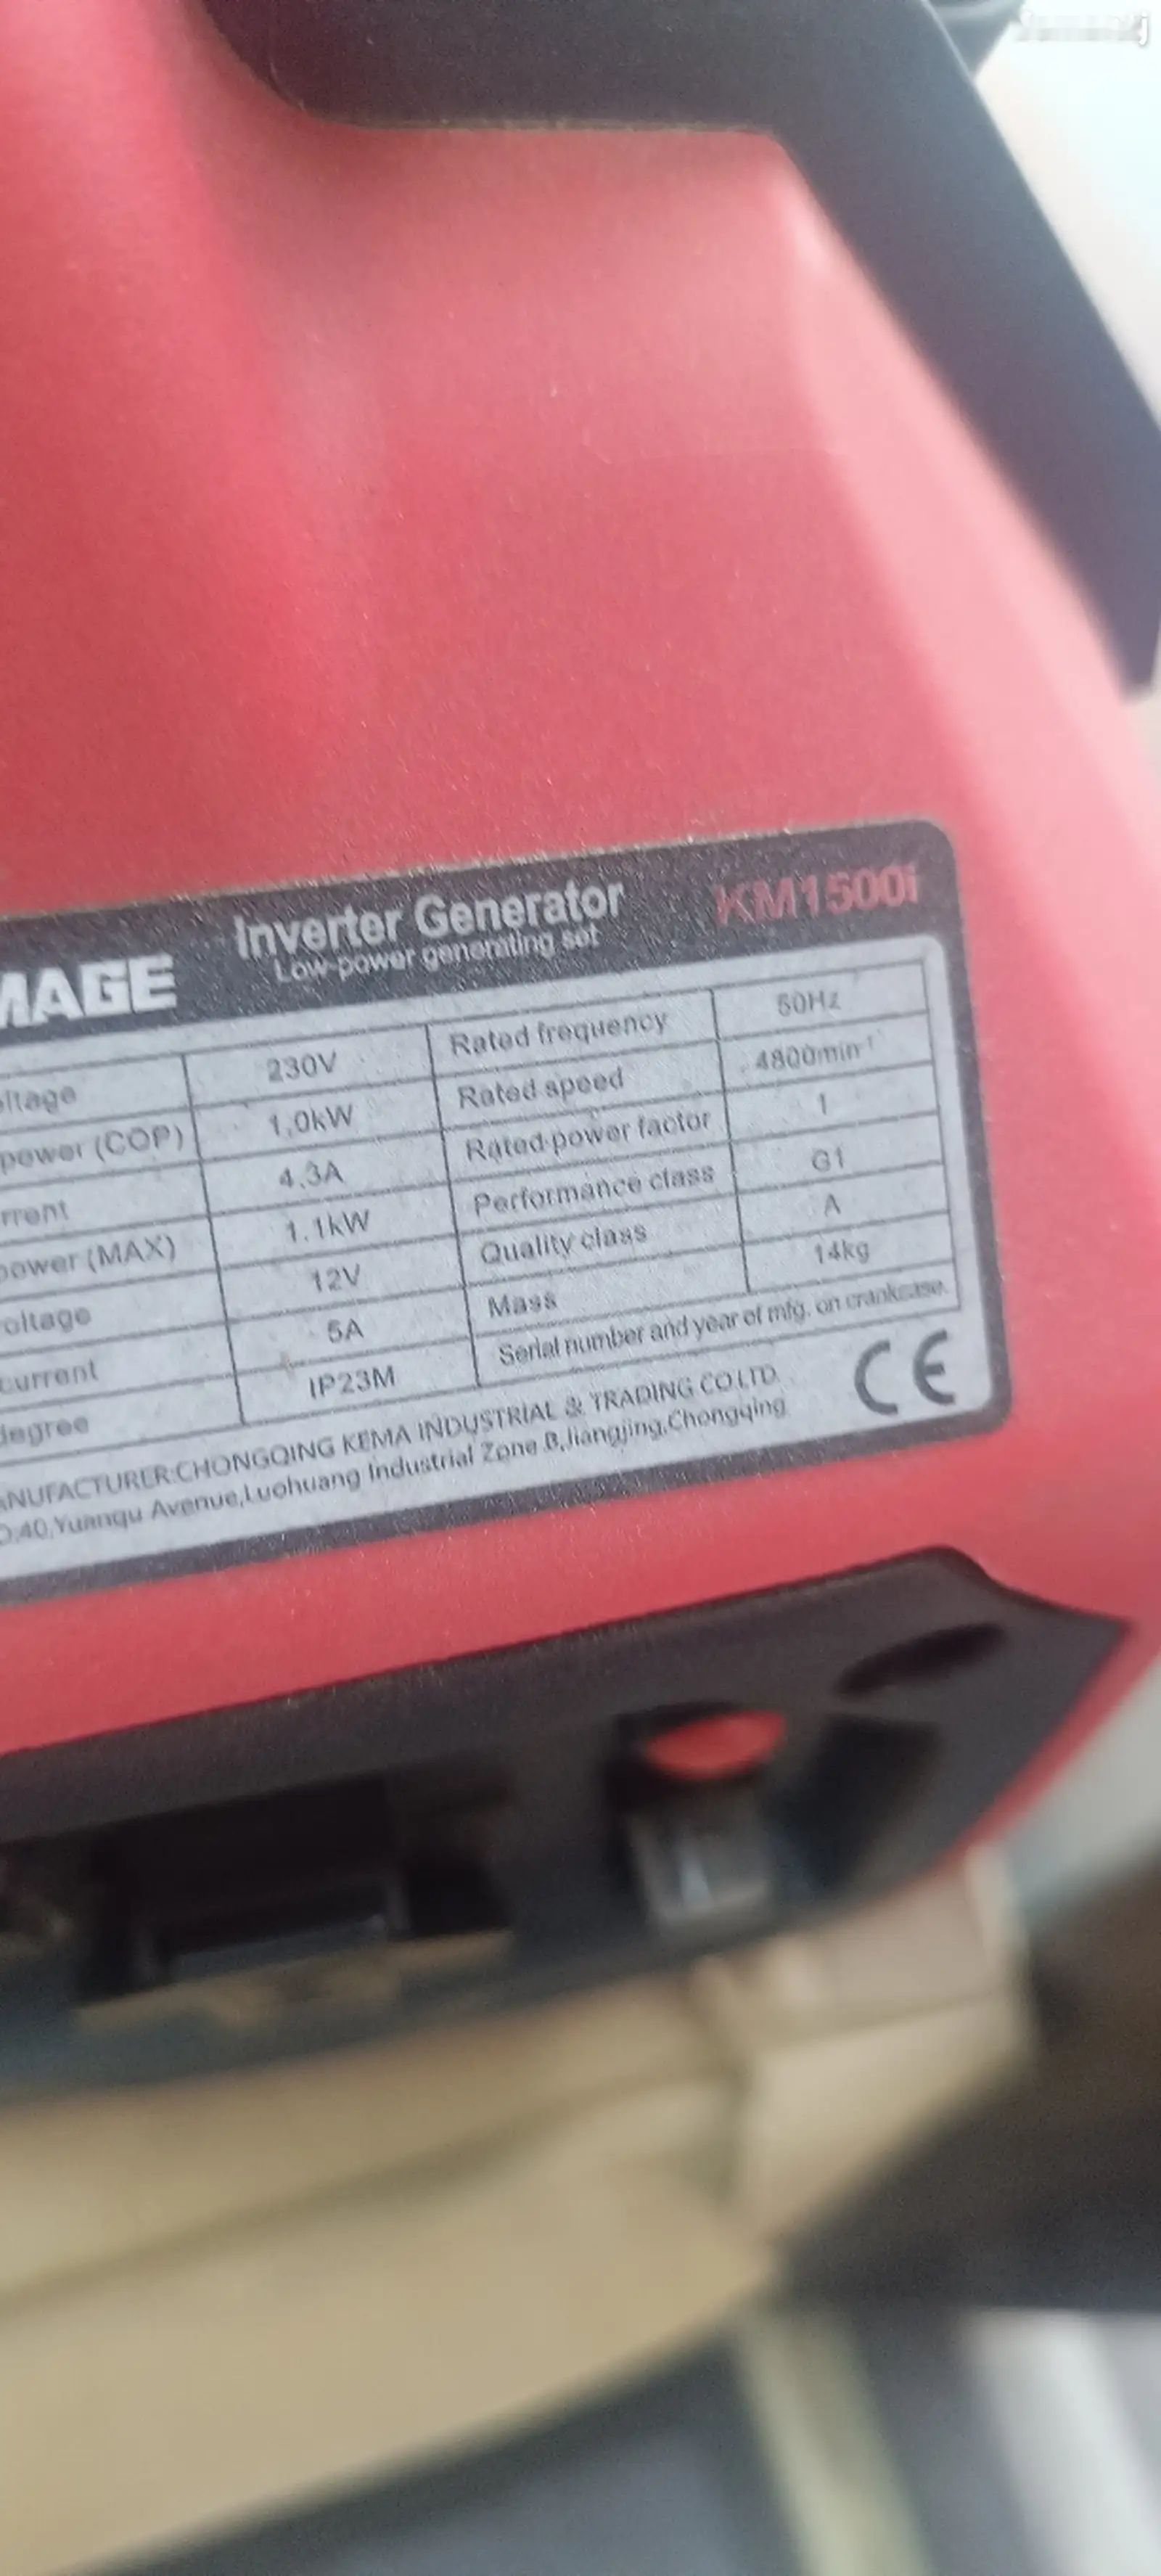 MAGE Inverter Generator KM1500i
Low-power generating set
oltage 230V Rated frequency 50Hz
power (COP) 1.0kW Rated speed 4800min⁻¹
rrent 4.3A Rated power factor 1
power (MAX) 1.1kW Performance class G1
oltage 12V Quality class A
current 5A Mass 14kg
degree IP23M Serial number and year of mfg. on crankcase.
ANUFACTURER:CHONGQING KEMA INDUSTRIAL & TRADING CO LTD.
O.40,Yuanqu Avenue,Luohuang Industrial Zone B,Jiangjing,Chongqing
CE